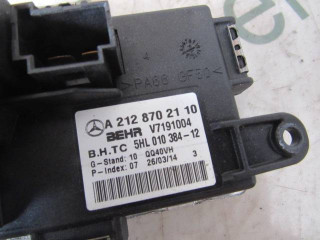 >PA66 GF30<
A 212 870 21 10
BEHR V7191004
B.H.TC 5HL 010 384-12
G-Stand: 10 QQ40VH
P-Index: 07 26/03/14 3